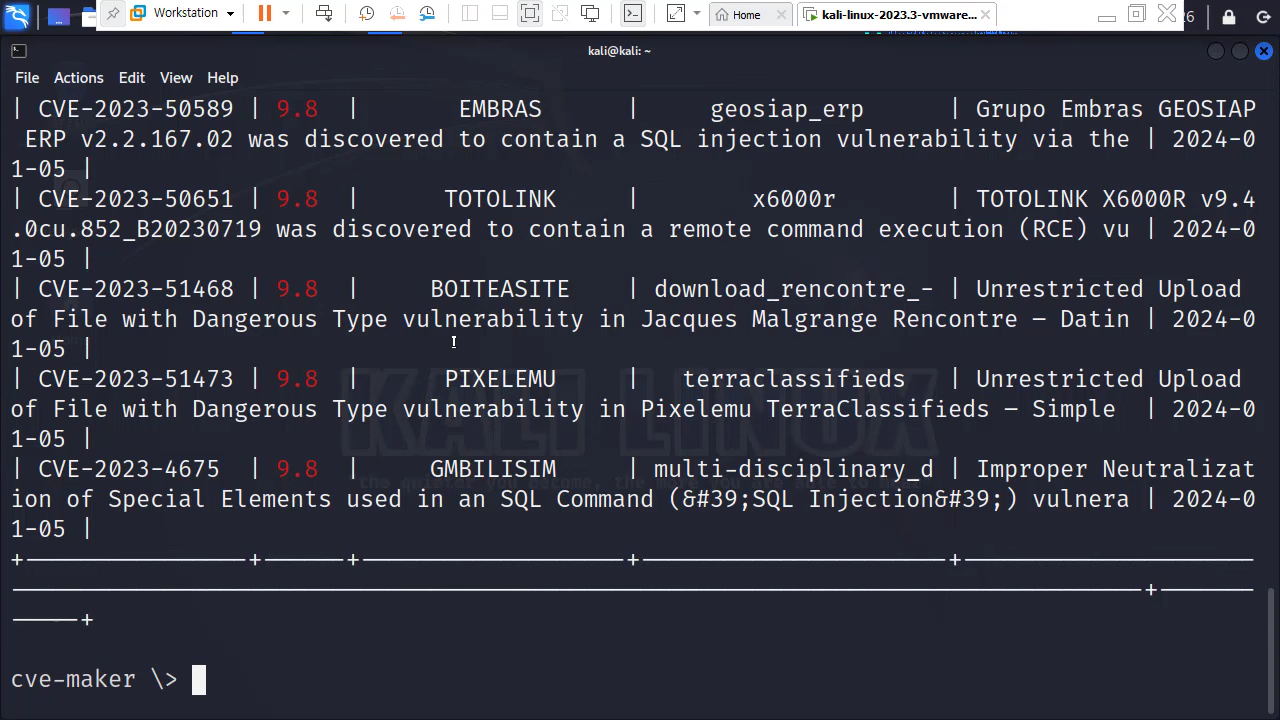 Workstation
Home
kali-linux-2023.3-vmware...
26
kali@kali: ~
File Actions Edit View Help
| CVE-2023-50589 | 9.8 | EMBRAS | geosiap_erp | Grupo Embras GEOSIAP
ERP v2.2.167.02 was discovered to contain a SQL injection vulnerability via the | 2024-0
1-05 |
| CVE-2023-50651 | 9.8 | TOTOLINK | x6000r | TOTOLINK X6000R v9.4
.0cu.852_B20230719 was discovered to contain a remote command execution (RCE) vu | 2024-0
1-05 |
| CVE-2023-51468 | 9.8 | BOITEASITE | download_rencontre_- | Unrestricted Upload
of File with Dangerous Type vulnerability in Jacques Malgrange Rencontre – Datin | 2024-0
1-05 |
| CVE-2023-51473 | 9.8 | PIXELEMU | terraclassifieds | Unrestricted Upload
of File with Dangerous Type vulnerability in Pixelemu TerraClassifieds – Simple | 2024-0
1-05 |
KALI LINUX
| CVE-2023-4675 | 9.8 | GMBILISIM | multi-disciplinary_d | Improper Neutralizat
ion of Special Elements used in an SQL Command (&#39;SQL Injection&#39;) vulnera | 2024-0
1-05 |
cve-maker \>